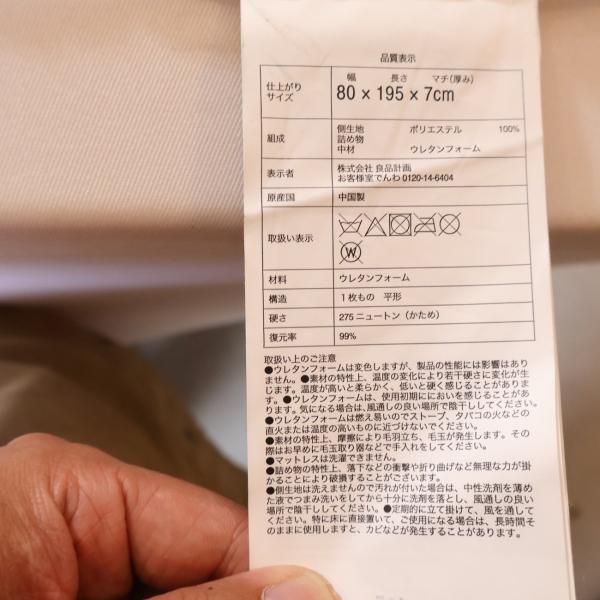 品質表示
幅 長さ マチ(厚み)
仕上がり
サイズ
80 × 195 × 7cm
組成
側生地 ポリエステル 100%
詰め物
中材 ウレタンフォーム
表示者
株式会社 良品計画
お客様室でんわ 0120-14-6404
原産国 中国製
取扱い表示
W
材料 ウレタンフォーム
構造 1枚もの 平形
硬さ 275 ニュートン（かため）
復元率 99%
取扱い上のご注意
●ウレタンフォームは変色しますが、製品の性能には影響はあり
ません。●素材の特性上、温度の変化により若干硬さに変化が生
じます。温度が高いと柔らかく、低いと硬く感じることがありま
す。●ウレタンフォームは、使用初期ににおいを感じることがありま
す。気になる場合は、風通しの良い場所で陰干ししてください。
●ウレタンフォームは燃え易いのでストーブ、タバコの火などの
直火または温度の高いものに近づけないでください。
●素材の特性上、摩擦により毛羽立ち、毛玉が発生します。その
際はお早めに毛玉取り器などで手入れをしてください。
●マットレスは洗濯できません。
●詰め物の特性上、落下などの衝撃や折り曲げなど無理な力が掛
かることにより破損することがございます。
●側生地は洗えませんので汚れが付いた場合は、中性洗剤を薄め
た液でつまみ洗いをしてから十分に洗剤を落とし、風通しの良い
場所で陰干ししてください。●定期的に立て掛けて、風を通して
ください。特に床に直接置いて、ご使用になる場合は、長時間そ
のままに使用しますと、カビなどが発生することがあります。